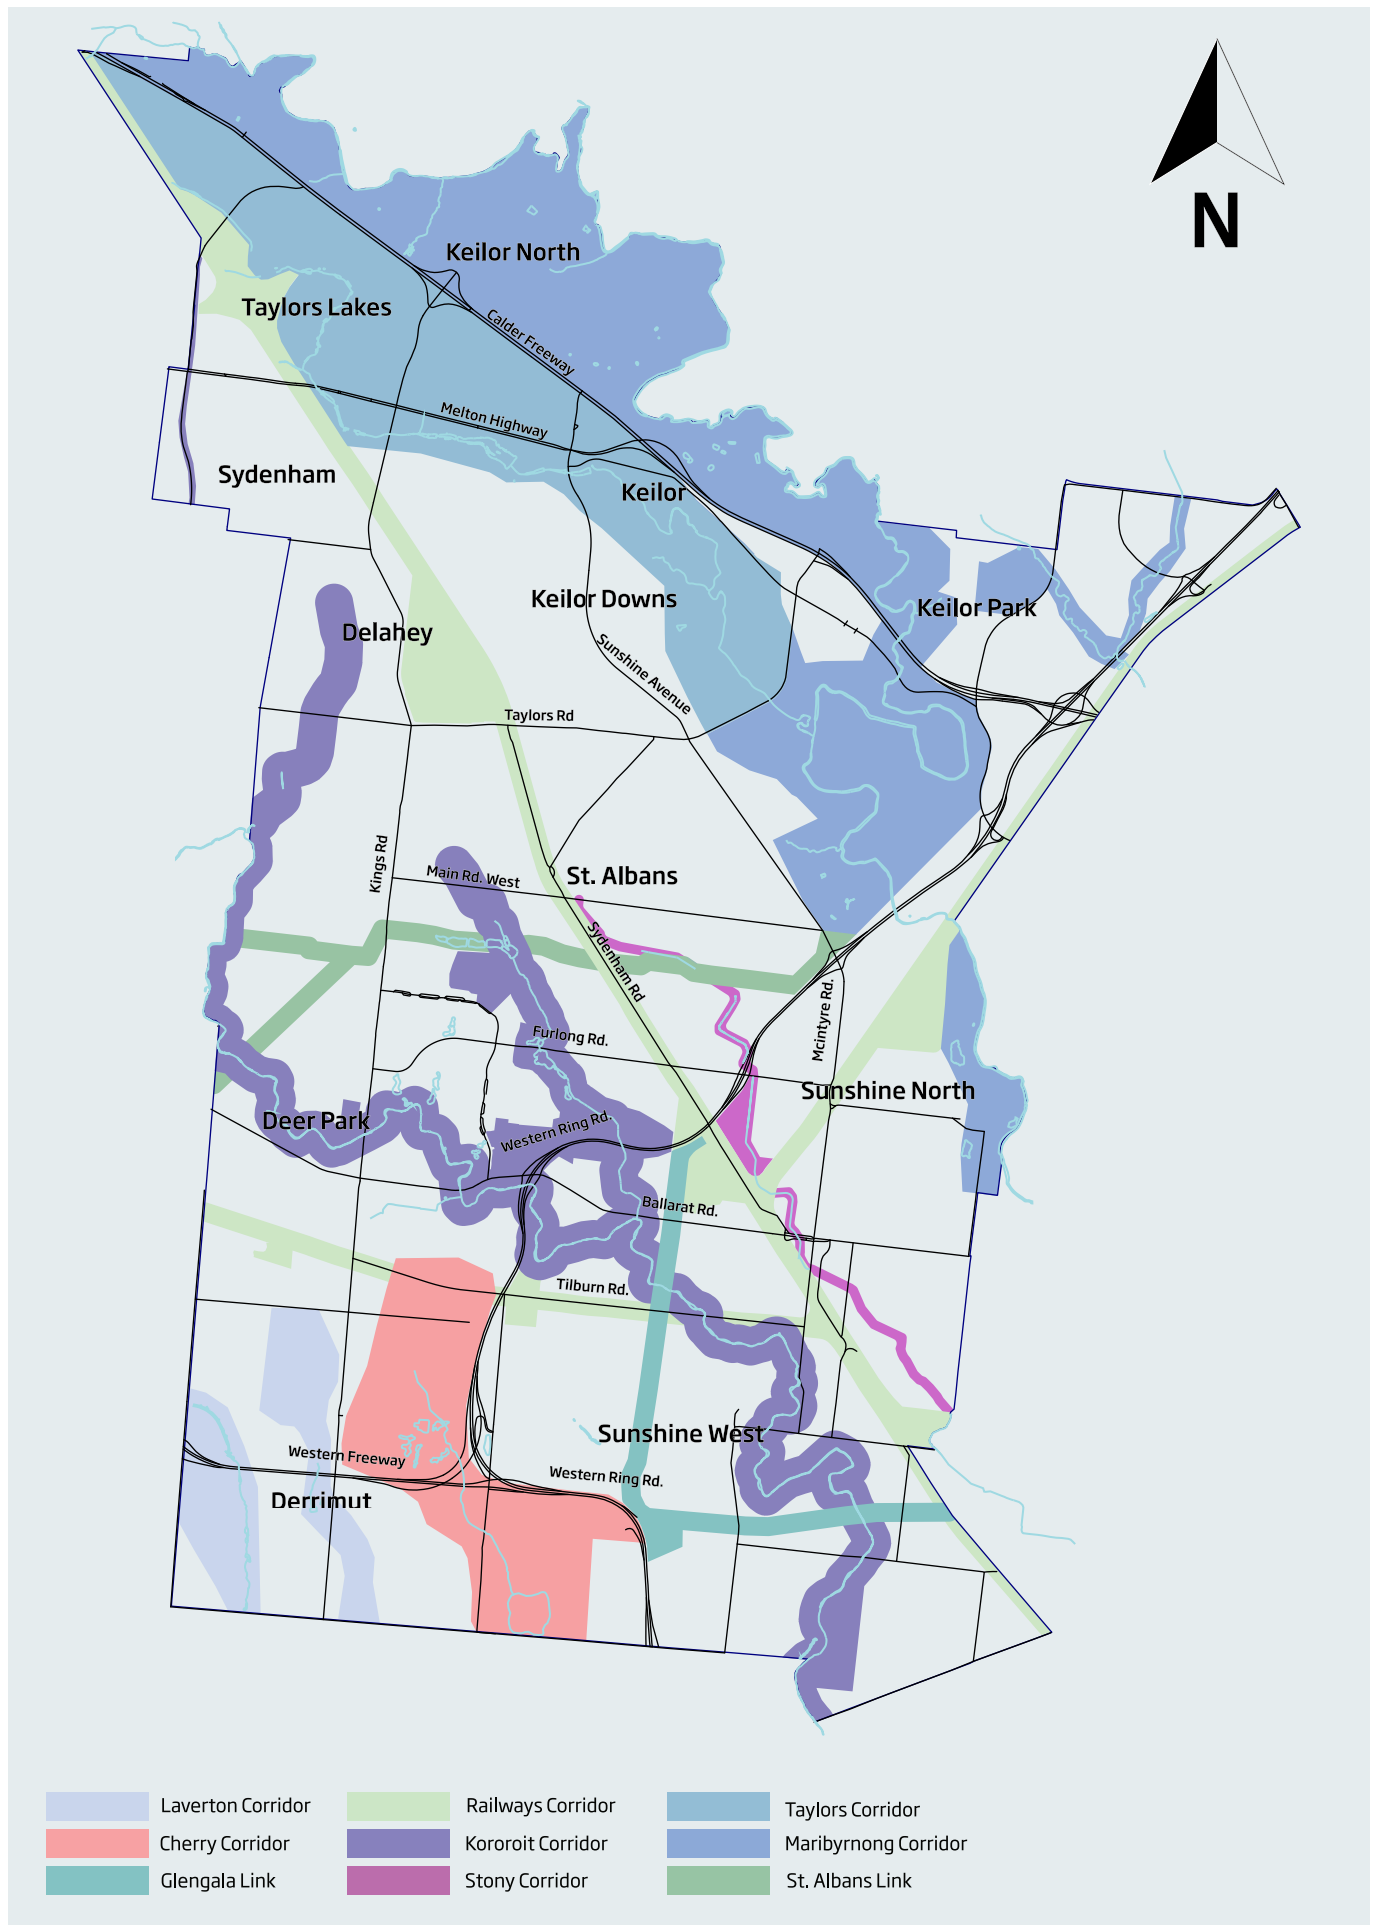 N
Keilor North
Taylors Lakes
Calder Freeway
Melton Highway
Sydenham
Keilor
Keilor Downs
Keilor Park
Delahey
Sunshine Avenue
Taylors Rd
Kings Rd
Main Rd. West
St. Albans
Sydenham Rd
Mcintyre Rd.
Furlong Rd.
Sunshine North
Deer Park
Western Ring Rd.
Ballarat Rd.
Tilburn Rd.
Sunshine West
Western Freeway
Western Ring Rd.
Derrimut
Laverton Corridor
Railways Corridor
Taylors Corridor
Cherry Corridor
Kororoit Corridor
Maribyrnong Corridor
Glengala Link
Stony Corridor
St. Albans Link